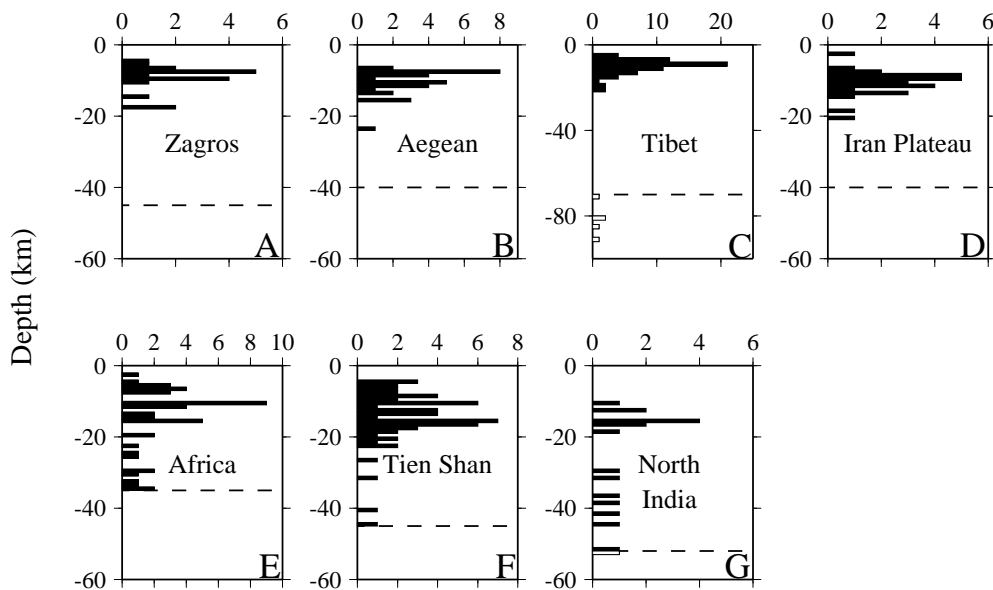 0 2 4 6
0 2 4 6 8
0 10 20
0 2 4 6
0
-20
-40
-60
Zagros
A
0
-20
-40
-60
Aegean
B
0
-40
-80
Tibet
C
0
-20
-40
-60
Iran Plateau
D
Depth (km)
0 2 4 6 8 10
0 2 4 6 8
0 2 4 6
0
-20
-40
-60
Africa
E
0
-20
-40
-60
Tien Shan
F
0
-20
-40
-60
North
India
G